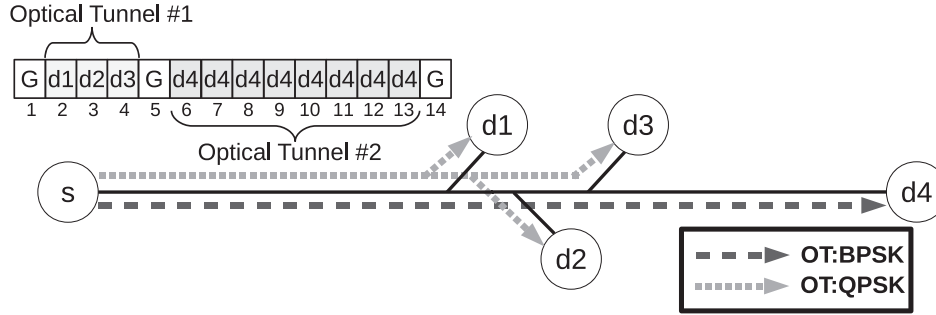 Optical Tunnel #1
G d1 d2 d3 G d4 d4 d4 d4 d4 d4 d4 d4 G
1 2 3 4 5 6 7 8 9 10 11 12 13 14
Optical Tunnel #2
d1
d3
s
d4
d2
OT:BPSK
OT:QPSK